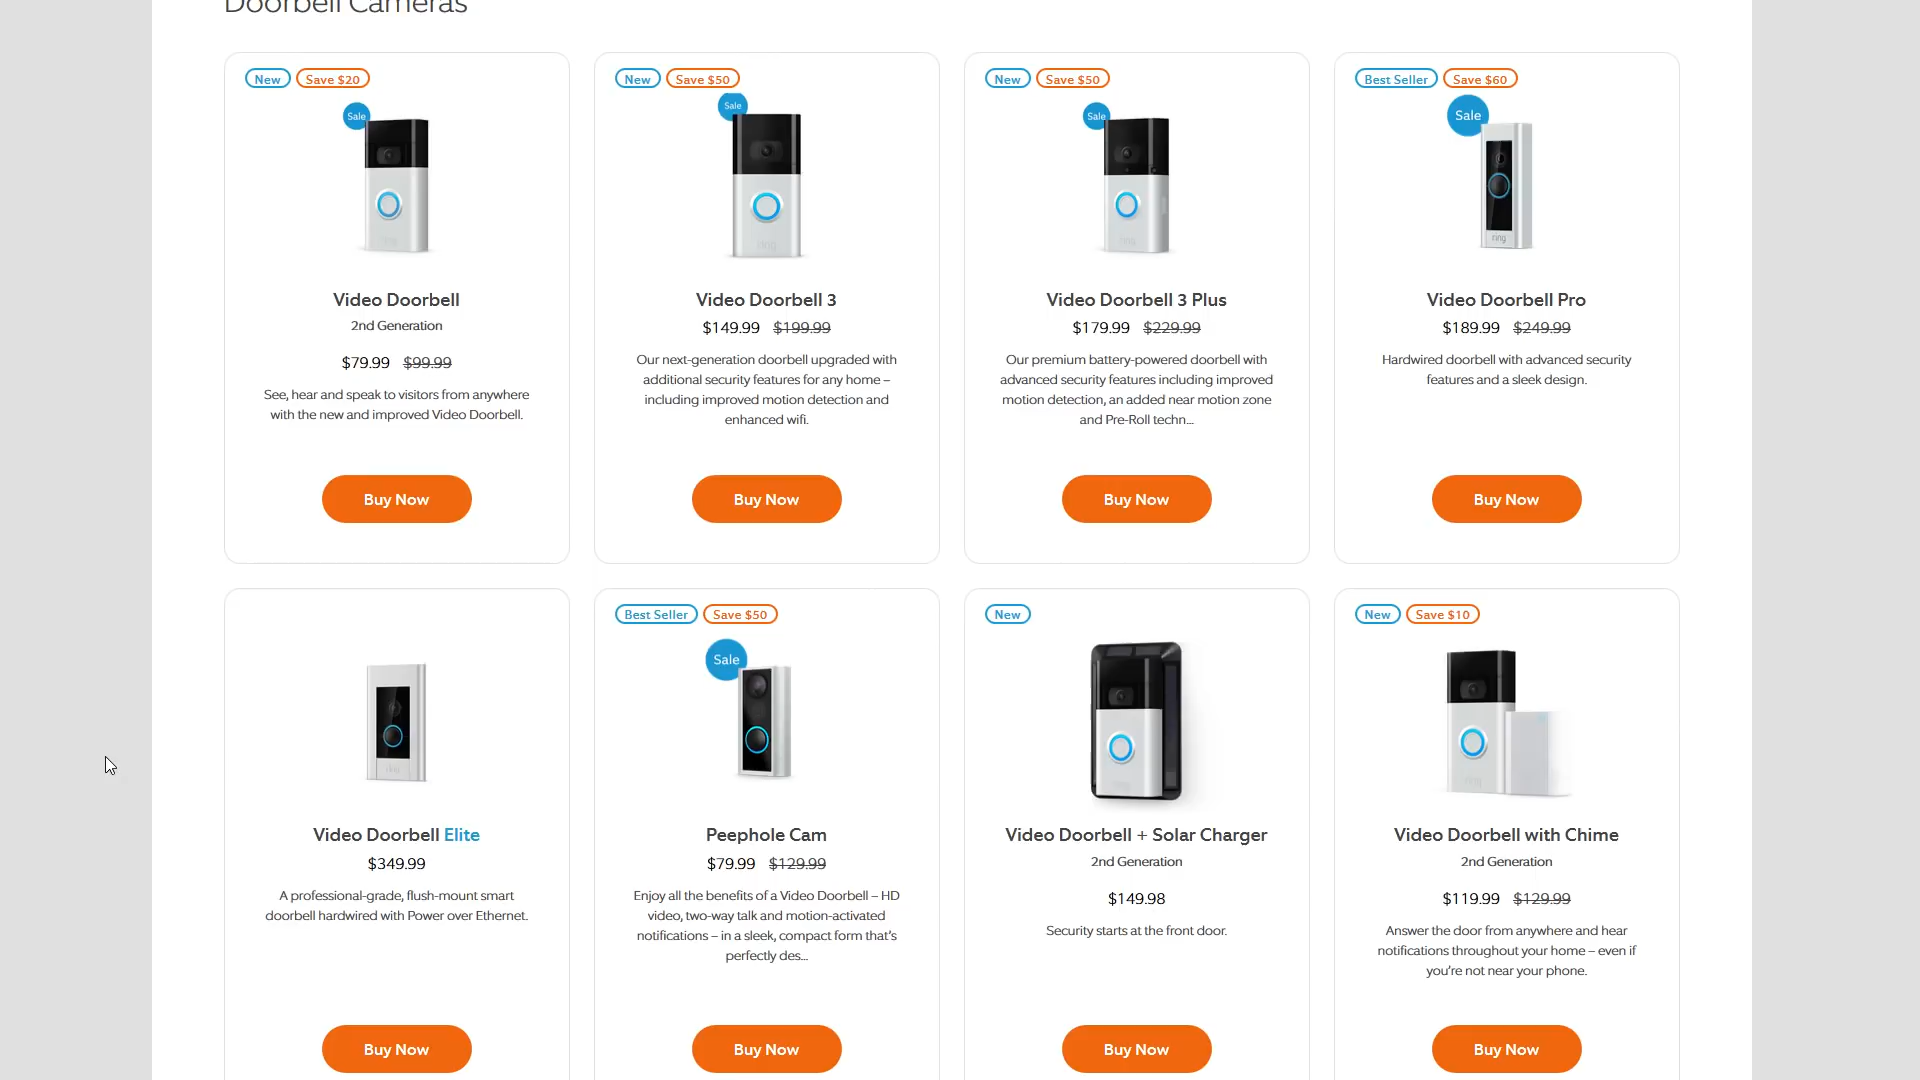 Doorbell Cameras
New Save $20
Sale
Video Doorbell
2nd Generation
$79.99 $99.99
See, hear and speak to visitors from anywhere
with the new and improved Video Doorbell.
Buy Now
New Save $50
Sale
ring
Video Doorbell 3
$149.99 $199.99
Our next-generation doorbell upgraded with
additional security features for any home –
including improved motion detection and
enhanced wifi.
Buy Now
New Save $50
Sale
ring
Video Doorbell 3 Plus
$179.99 $229.99
Our premium battery-powered doorbell with
advanced security features including improved
motion detection, an added near motion zone
and Pre-Roll techn...
Buy Now
Best Seller Save $60
Sale
ring
Video Doorbell Pro
$189.99 $249.99
Hardwired doorbell with advanced security
features and a sleek design.
Buy Now
ring
Video Doorbell Elite
$349.99
A professional-grade, flush-mount smart
doorbell hardwired with Power over Ethernet.
Buy Now
Best Seller Save $50
Sale
Peephole Cam
$79.99 $129.99
Enjoy all the benefits of a Video Doorbell – HD
video, two-way talk and motion-activated
notifications – in a sleek, compact form that's
perfectly des...
Buy Now
New
Video Doorbell + Solar Charger
2nd Generation
$149.98
Security starts at the front door.
Buy Now
New Save $10
ring
Video Doorbell with Chime
2nd Generation
$119.99 $129.99
Answer the door from anywhere and hear
notifications throughout your home – even if
you're not near your phone.
Buy Now